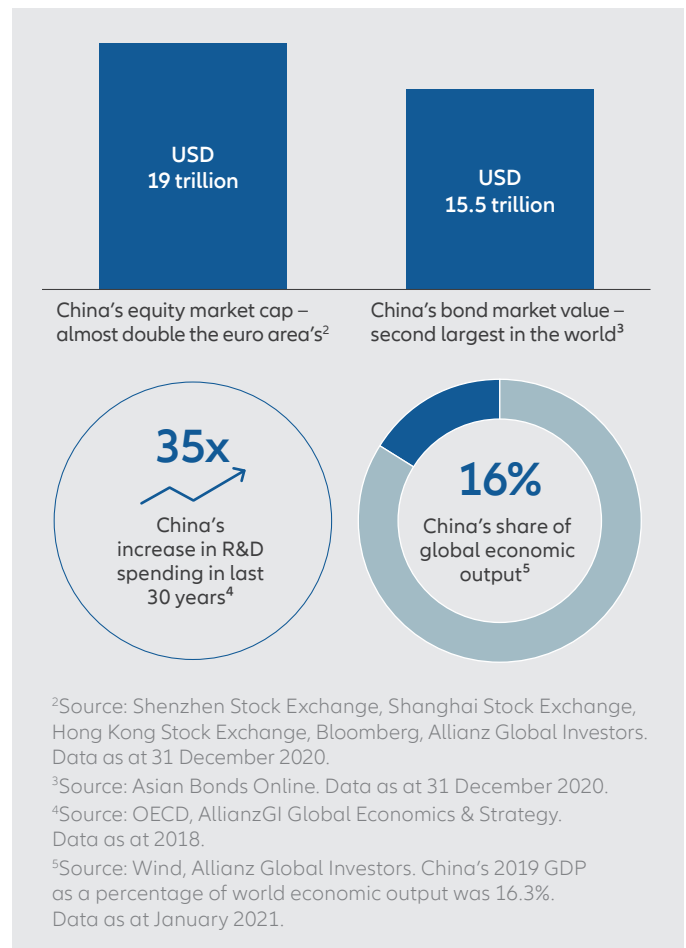 USD
19 trillion
USD
15.5 trillion
China’s equity market cap –
almost double the euro area’s²
China’s bond market value –
second largest in the world³
35x
China’s
increase in R&D
spending in last
30 years⁴
16%
China’s share of
global economic
output⁵
²Source: Shenzhen Stock Exchange, Shanghai Stock Exchange,
Hong Kong Stock Exchange, Bloomberg, Allianz Global Investors.
Data as at 31 December 2020.
³Source: Asian Bonds Online. Data as at 31 December 2020.
⁴Source: OECD, AllianzGI Global Economics & Strategy.
Data as at 2018.
⁵Source: Wind, Allianz Global Investors. China’s 2019 GDP
as a percentage of world economic output was 16.3%.
Data as at January 2021.